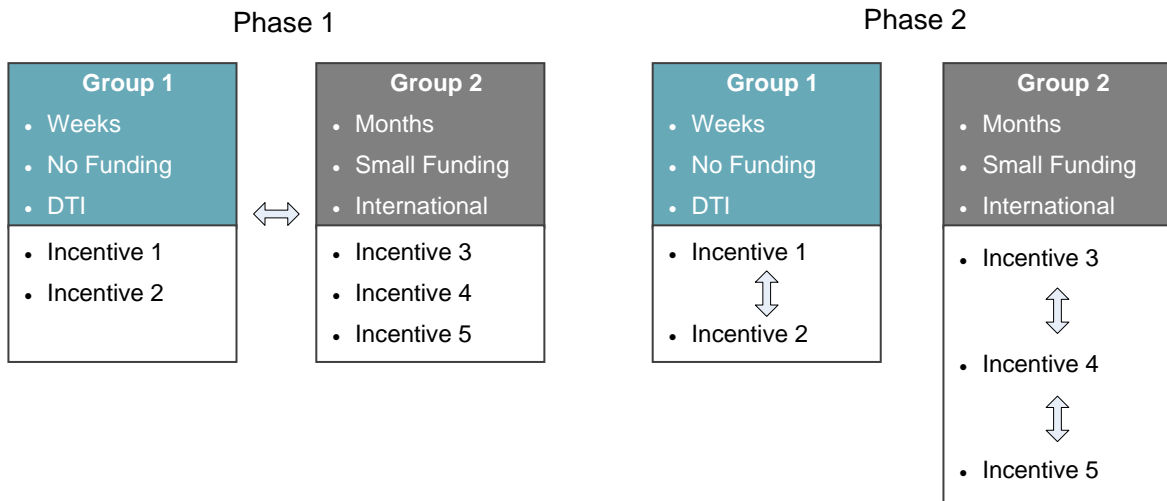 Phase 1
Group 1
• Weeks
• No Funding
• DTI
• Incentive 1
• Incentive 2
Group 2
• Months
• Small Funding
• International
• Incentive 3
• Incentive 4
• Incentive 5
Phase 2
Group 1
• Weeks
• No Funding
• DTI
• Incentive 1
• Incentive 2
Group 2
• Months
• Small Funding
• International
• Incentive 3
• Incentive 4
• Incentive 5